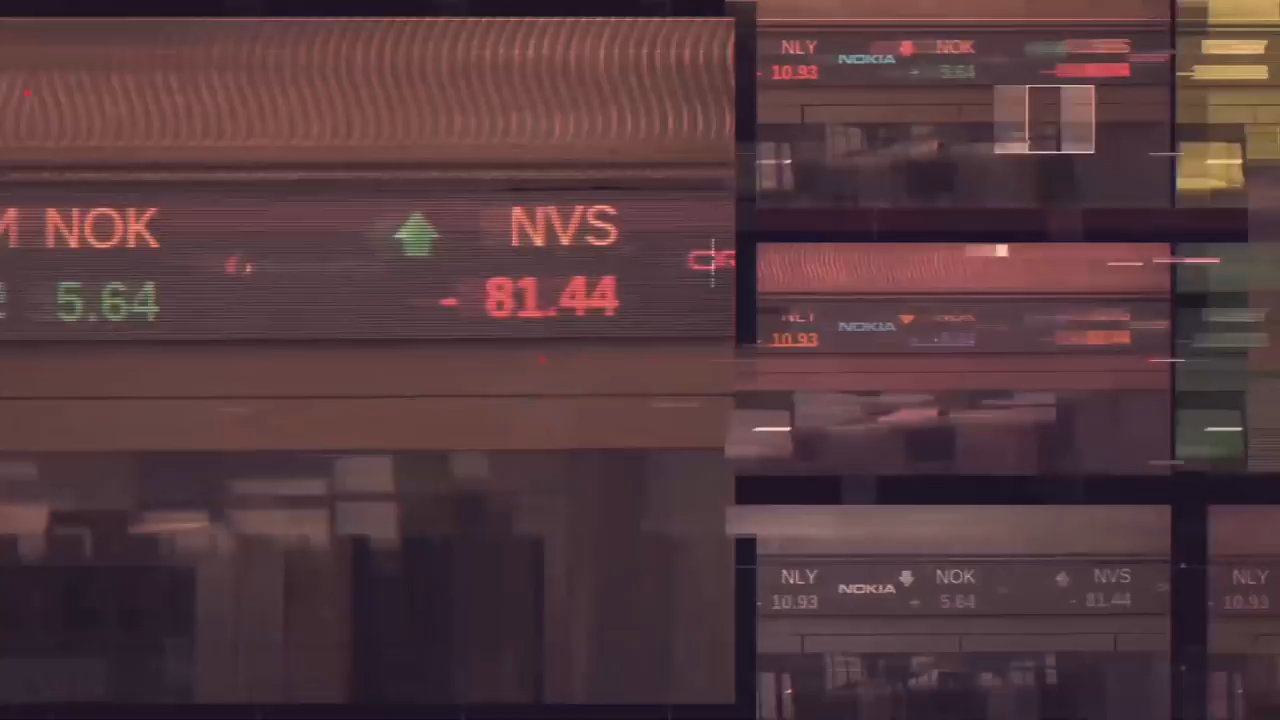 M NOK NVS
5.64 - 81.44
NLY NOKIA NOK
- 10.93 + 5.64
NLY NOKIA
10.93
NLY NOKIA NOK NVS NLY
- 10.93 + 5.64 - 81.44 - 10.93